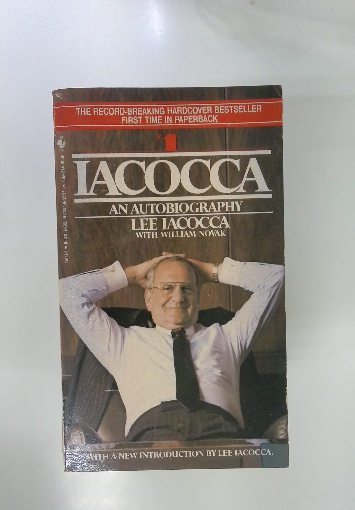 THE RECORD-BREAKING HARDCOVER BESTSELLER
FIRST TIME IN PAPERBACK
#1
IACOCCA
AN AUTOBIOGRAPHY
LEE IACOCCA
WITH WILLIAM NOVAK
WITH A NEW INTRODUCTION BY LEE IACOCCA.